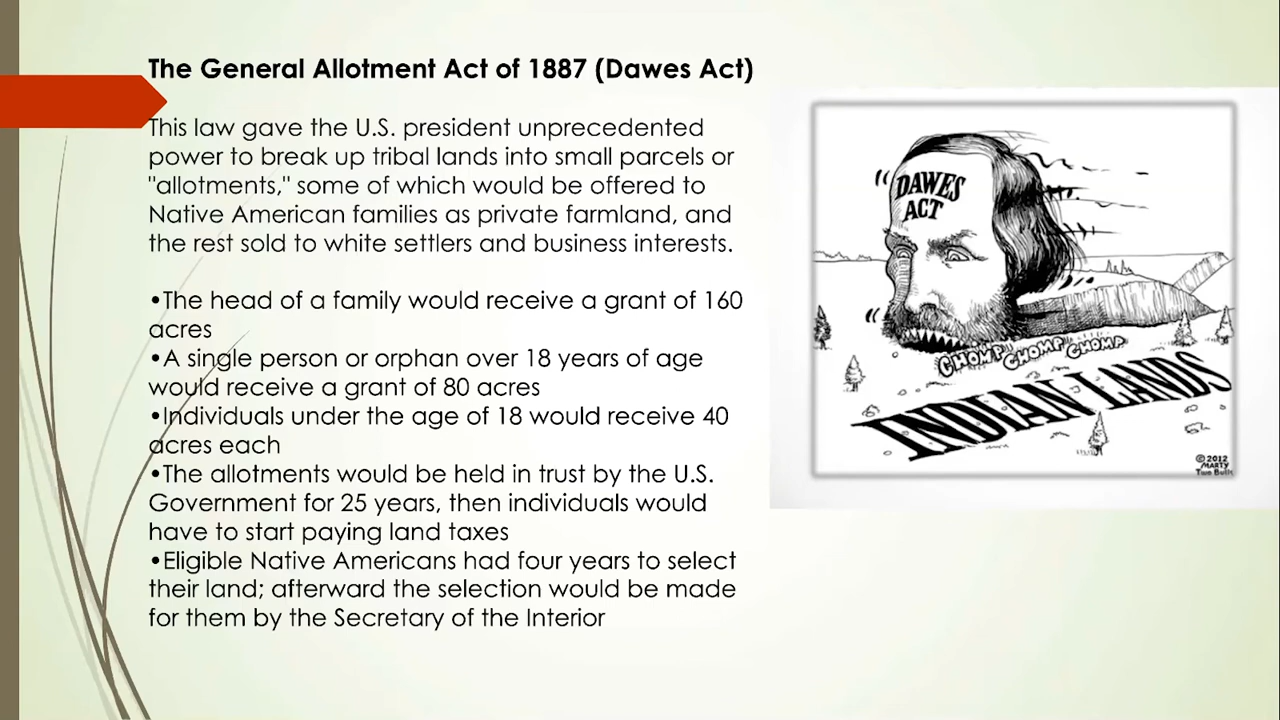 The General Allotment Act of 1887 (Dawes Act)
This law gave the U.S. president unprecedented
power to break up tribal lands into small parcels or
"allotments," some of which would be offered to
Native American families as private farmland, and
the rest sold to white settlers and business interests.
•The head of a family would receive a grant of 160
acres
•A single person or orphan over 18 years of age
would receive a grant of 80 acres
•Individuals under the age of 18 would receive 40
acres each
•The allotments would be held in trust by the U.S.
Government for 25 years, then individuals would
have to start paying land taxes
•Eligible Native Americans had four years to select
their land; afterward the selection would be made
for them by the Secretary of the Interior
DAWES
ACT
CHOMP CHOMP CHOMP
INDIAN LANDS
©2012
MARTY
Two Bulls